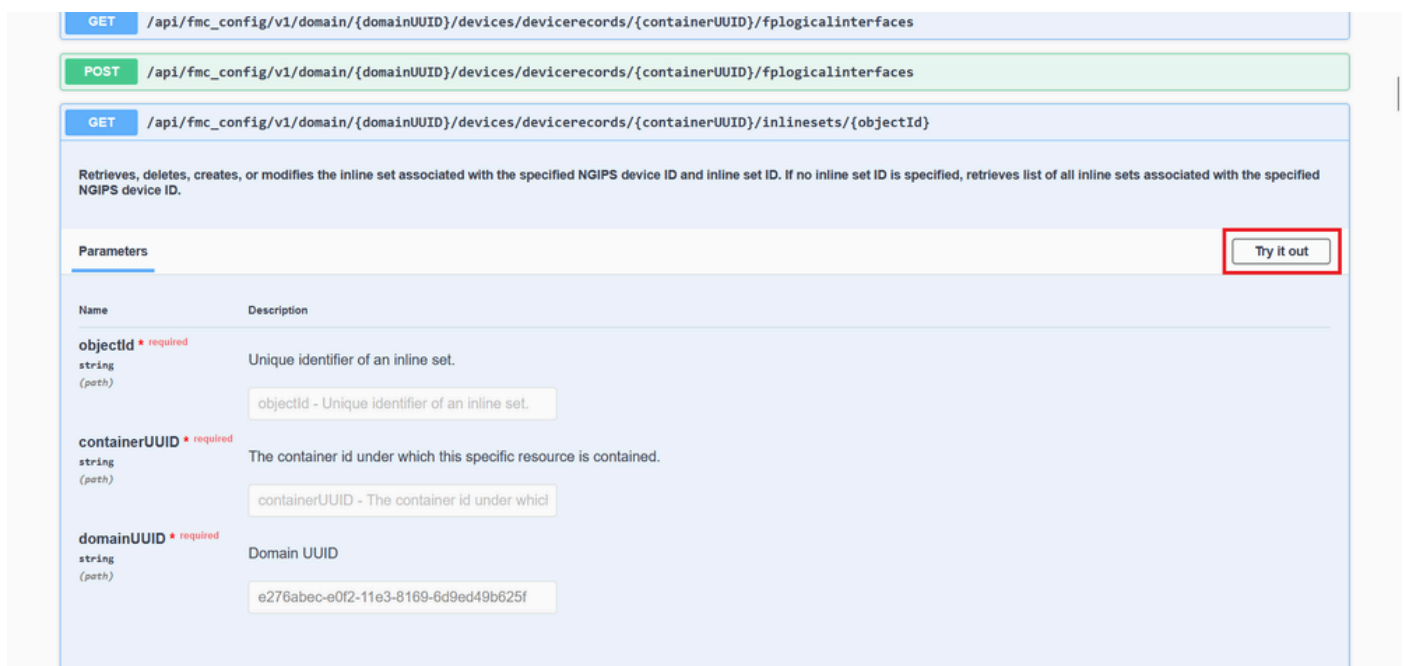 GET /api/fmc_config/v1/domain/{domainUUID}/devices/devicerecords/{containerUUID}/fplogicalinterfaces
POST /api/fmc_config/v1/domain/{domainUUID}/devices/devicerecords/{containerUUID}/fplogicalinterfaces
GET /api/fmc_config/v1/domain/{domainUUID}/devices/devicerecords/{containerUUID}/inlinesets/{objectId}
Retrieves, deletes, creates, or modifies the inline set associated with the specified NGIPS device ID and inline set ID. If no inline set ID is specified, retrieves list of all inline sets associated with the specified
NGIPS device ID.
Parameters
Try it out
Name Description
objectId * required
string
(path)
Unique identifier of an inline set.
objectId - Unique identifier of an inline set.
containerUUID * required
string
(path)
The container id under which this specific resource is contained.
containerUUID - The container id under whicl
domainUUID * required
string
(path)
Domain UUID
e276abec-e0f2-11e3-8169-6d9ed49b625f